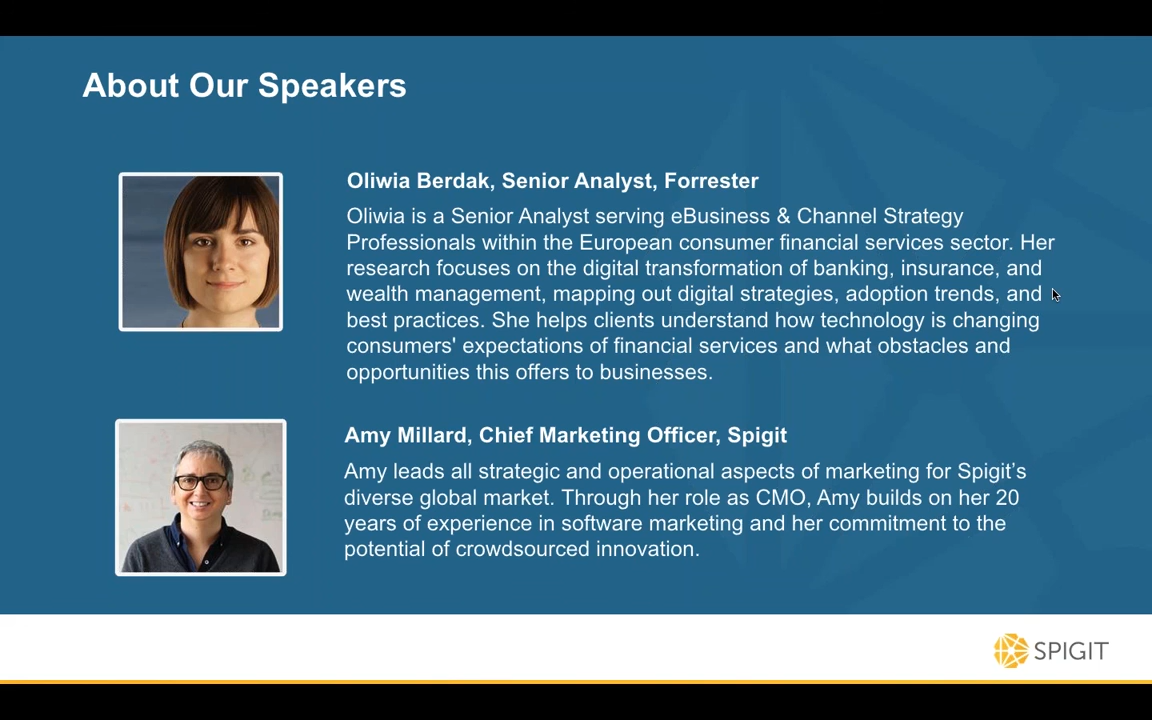 About Our Speakers
Oliwia Berdak, Senior Analyst, Forrester
Oliwia is a Senior Analyst serving eBusiness & Channel Strategy
Professionals within the European consumer financial services sector. Her
research focuses on the digital transformation of banking, insurance, and
wealth management, mapping out digital strategies, adoption trends, and
best practices. She helps clients understand how technology is changing
consumers' expectations of financial services and what obstacles and
opportunities this offers to businesses.
Amy Millard, Chief Marketing Officer, Spigit
Amy leads all strategic and operational aspects of marketing for Spigit’s
diverse global market. Through her role as CMO, Amy builds on her 20
years of experience in software marketing and her commitment to the
potential of crowdsourced innovation.
SPIGIT